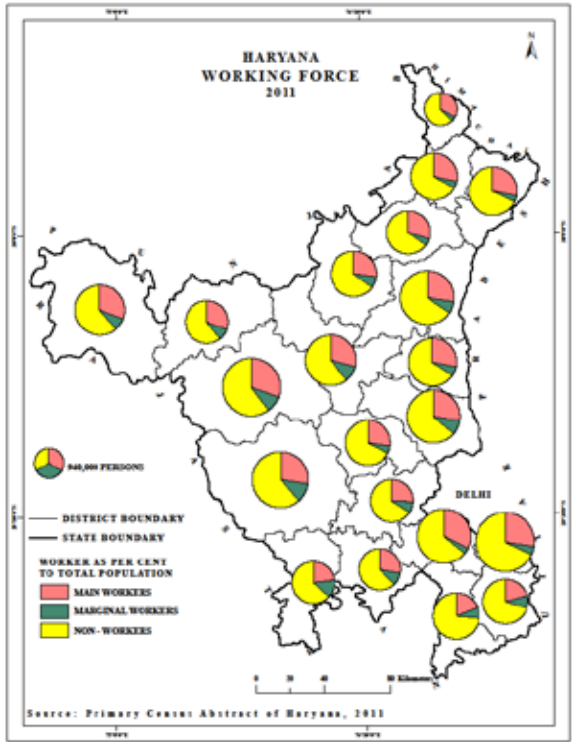 N
HARYANA
WORKING FORCE
2011
DELHI
940,000 PERSONS
DISTRICT BOUNDARY
STATE BOUNDARY
WORKER AS PER CENT
TO TOTAL POPULATION
MAIN WORKERS
MARGINAL WORKERS
NON-WORKERS
0 20 40 80 Kilometers
Source: Primary Census Abstract of Haryana, 2011